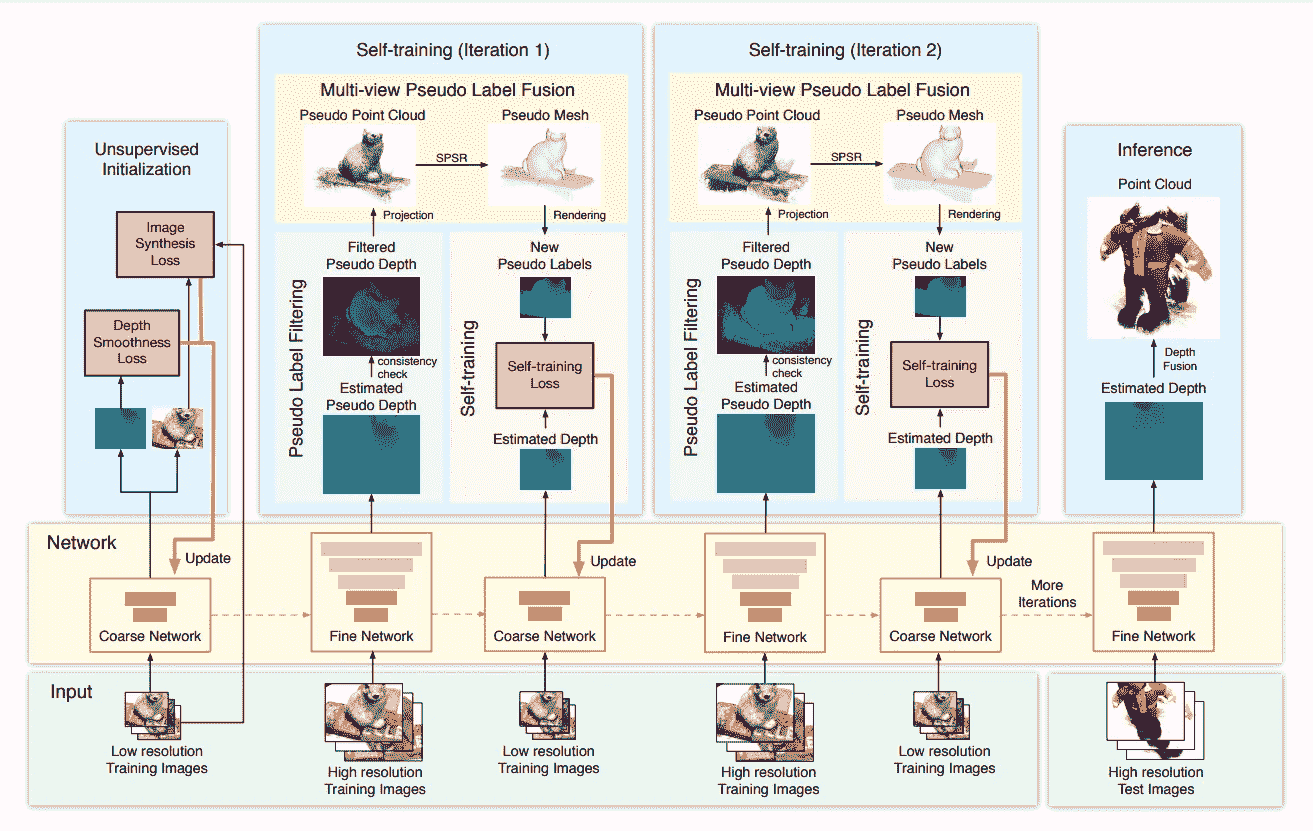 Unsupervised
Initialization
Image
Synthesis
Loss
Depth
Smoothness
Loss
Self-training (Iteration 1)
Multi-view Pseudo Label Fusion
Pseudo Point Cloud
Pseudo Mesh
SPSR
Projection
Rendering
Pseudo Label Filtering
Filtered
Pseudo Depth
consistency
check
Estimated
Pseudo Depth
Self-training
New
Pseudo Labels
Self-training
Loss
Estimated Depth
Self-training (Iteration 2)
Multi-view Pseudo Label Fusion
Pseudo Point Cloud
Pseudo Mesh
SPSR
Projection
Rendering
Pseudo Label Filtering
Filtered
Pseudo Depth
consistency
check
Estimated
Pseudo Depth
Self-training
New
Pseudo Labels
Self-training
Loss
Estimated Depth
Inference
Point Cloud
Depth
Fusion
Estimated Depth
Network
Update
Update
Update
More
Iterations
Coarse Network
Fine Network
Coarse Network
Fine Network
Coarse Network
Fine Network
Input
Low resolution
Training Images
High resolution
Training Images
Low resolution
Training Images
High resolution
Training Images
Low resolution
Training Images
High resolution
Test Images